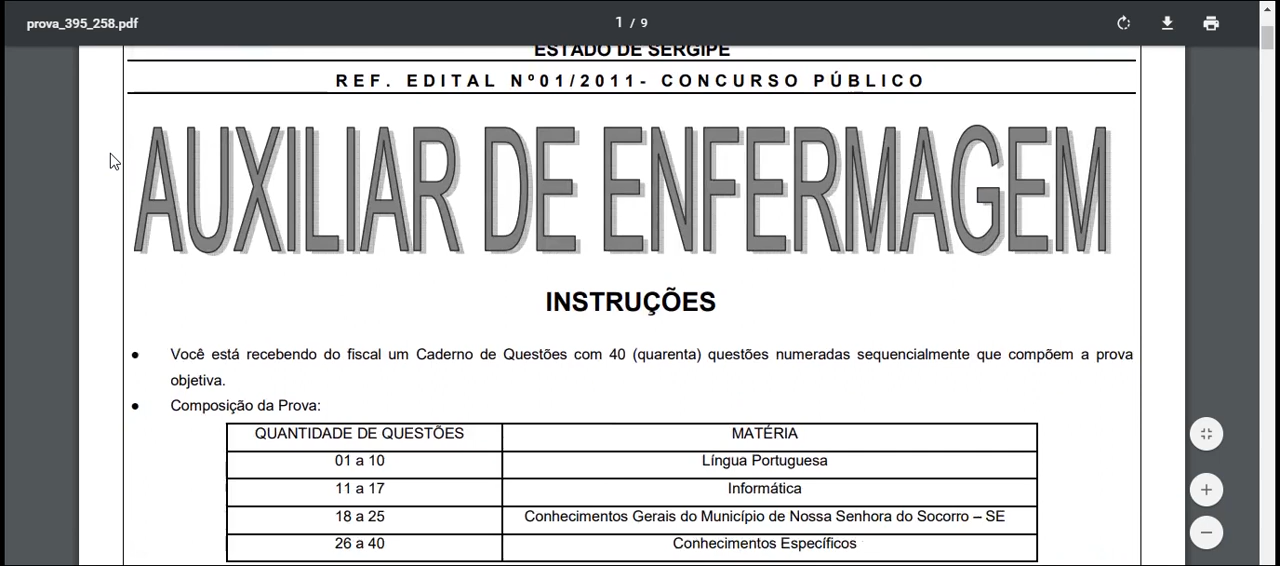 prova_395_258.pdf
1 / 9
ESTADO DE SERGIPE
REF. EDITAL Nº01/2011- CONCURSO PÚBLICO
AUXILIAR DE ENFERMAGEM
INSTRUÇÕES
● Você está recebendo do fiscal um Caderno de Questões com 40 (quarenta) questões numeradas sequencialmente que compõem a prova
objetiva.
● Composição da Prova:
QUANTIDADE DE QUESTÕES MATÉRIA
01 a 10 Língua Portuguesa
11 a 17 Informática
18 a 25 Conhecimentos Gerais do Município de Nossa Senhora do Socorro – SE
26 a 40 Conhecimentos Específicos